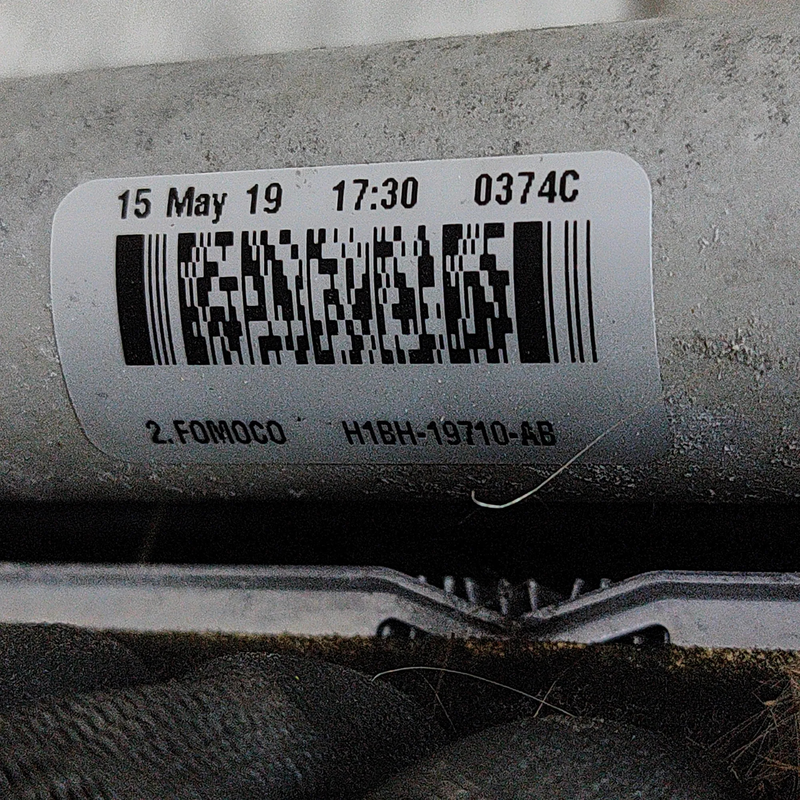 15 May 19 17:30 0374C
2.FOMOCO H1BH-19710-AB